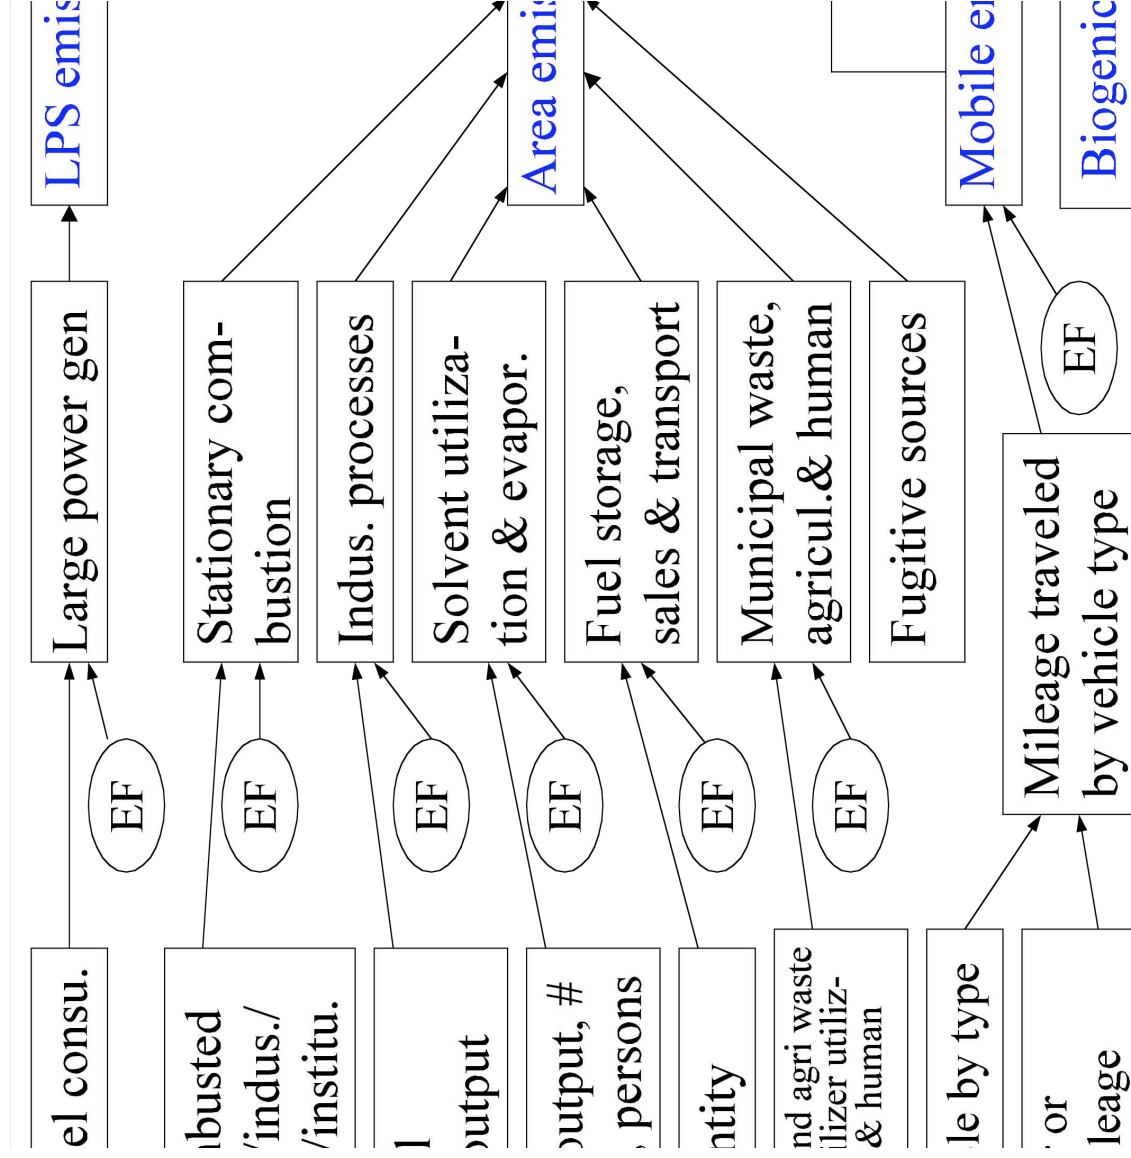 LPS emis
Area emis
Mobile en
Biogenic
Large power gen
Stationary com-
bustion
Indus. processes
Solvent utiliza-
tion & evapor.
Fuel storage,
sales & transport
Municipal waste,
agricul.& human
Fugitive sources
EF
Mileage traveled
by vehicle type
EF
EF
EF
EF
EF
EF
el consu.
nbusted
/indus./
/institu.
l
output
output, #
persons
ntity
nd agri waste
ilizer utiliz-
& human
le by type
or
leage